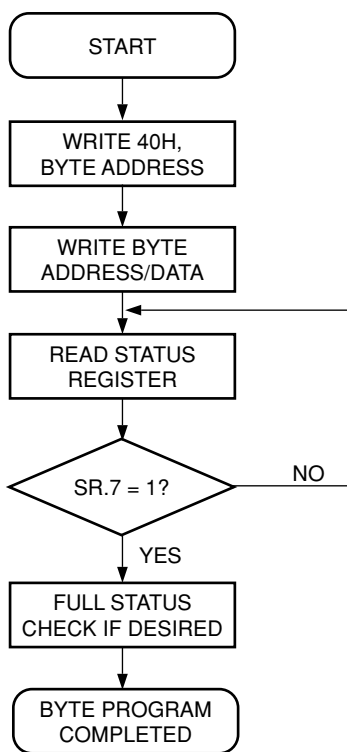 START
WRITE 40H,
BYTE ADDRESS
WRITE BYTE
ADDRESS/DATA
READ STATUS
REGISTER
SR.7 = 1?
NO
YES
FULL STATUS
CHECK IF DESIRED
BYTE PROGRAM
COMPLETED